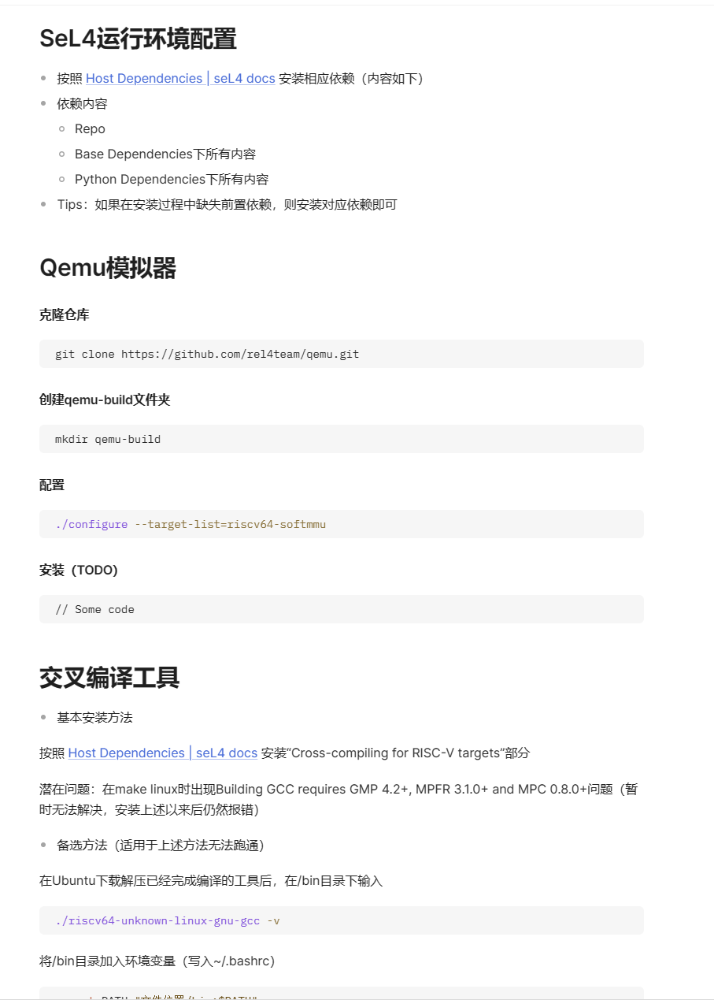 SeL4运行环境配置
按照 Host Dependencies | seL4 docs 安装相应依赖（内容如下）
依赖内容
Repo
Base Dependencies下所有内容
Python Dependencies下所有内容
Tips：如果在安装过程中缺失前置依赖，则安装对应依赖即可
Qemu模拟器
克隆仓库
git clone https://github.com/rel4team/qemu.git
创建qemu-build文件夹
mkdir qemu-build
配置
./configure --target-list=riscv64-softmmu
安装（TODO）
// Some code
交叉编译工具
基本安装方法
按照 Host Dependencies | seL4 docs 安装“Cross-compiling for RISC-V targets”部分
潜在问题：在make linux时出现Building GCC requires GMP 4.2+, MPFR 3.1.0+ and MPC 0.8.0+问题（暂
时无法解决，安装上述以来后仍然报错）
备选方法（适用于上述方法无法跑通）
在Ubuntu下载解压已经完成编译的工具后，在/bin目录下输入
./riscv64-unknown-linux-gnu-gcc -v
将/bin目录加入环境变量（写入~/.bashrc）